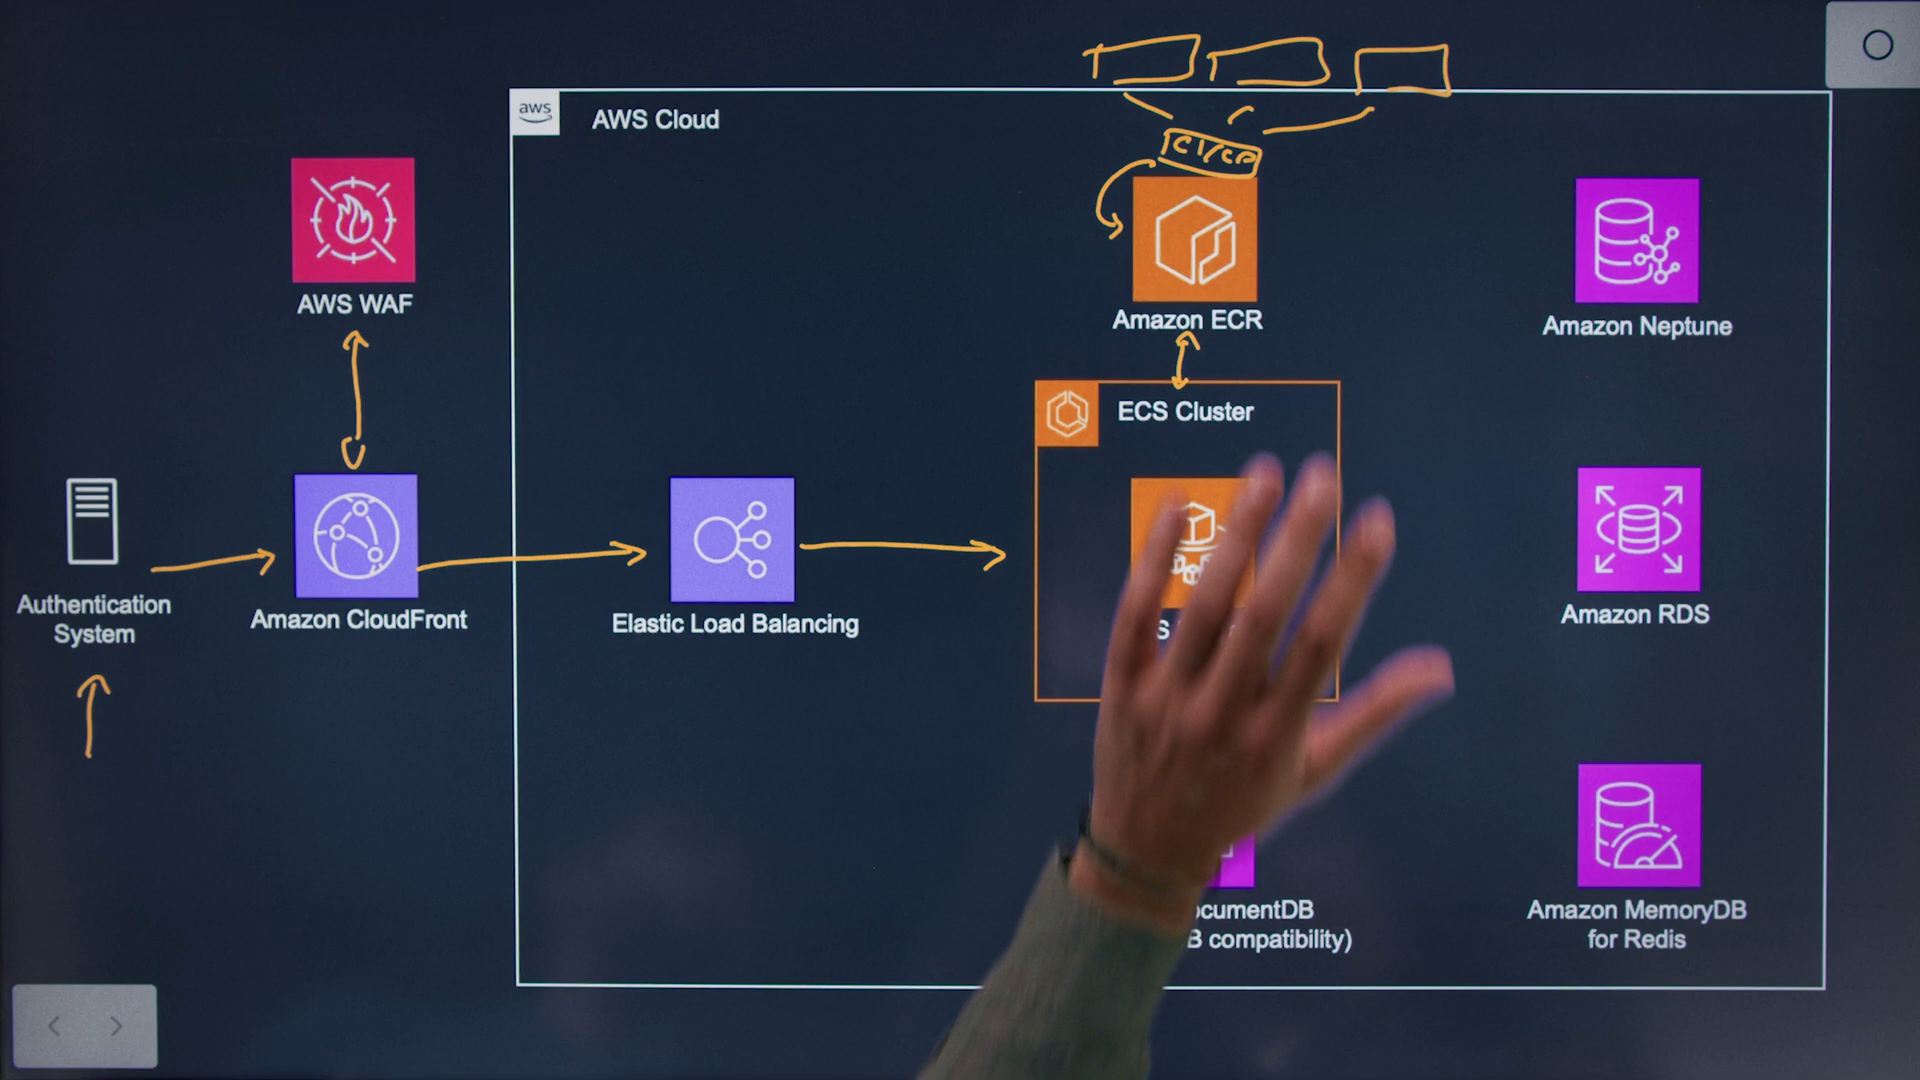 aws
AWS Cloud
CI/CD
AWS WAF
Amazon ECR
Amazon Neptune
ECS Cluster
Authentication
System
Amazon CloudFront
Elastic Load Balancing
S
Amazon RDS
ocumentDB
B compatibility)
Amazon MemoryDB
for Redis